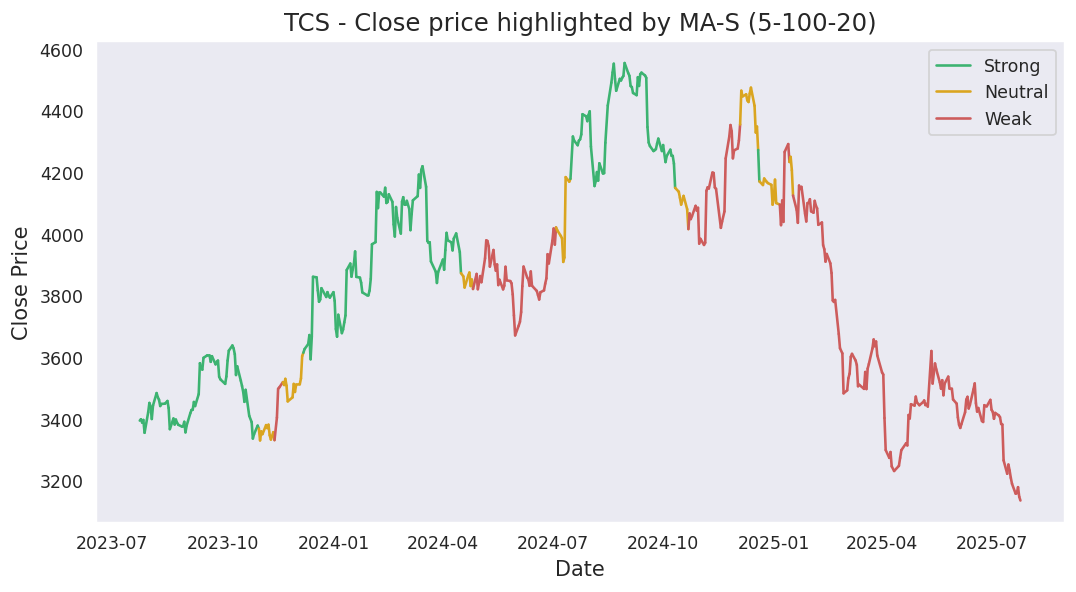 TCS - Close price highlighted by MA-S (5-100-20)
Strong
Neutral
Weak
Close Price
4600
4400
4200
4000
3800
3600
3400
3200
2023-07 2023-10 2024-01 2024-04 2024-07 2024-10 2025-01 2025-04 2025-07
Date